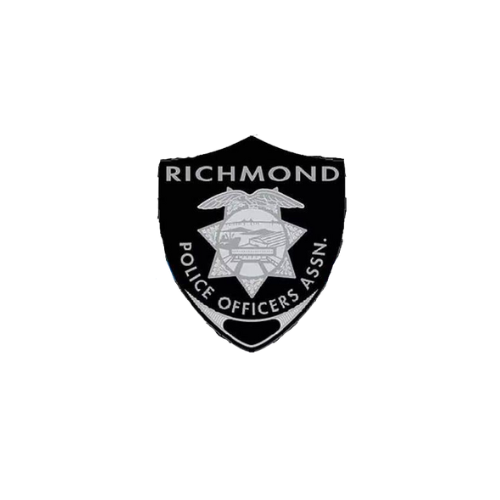 RICHMOND
POLICE OFFICERS ASSN.